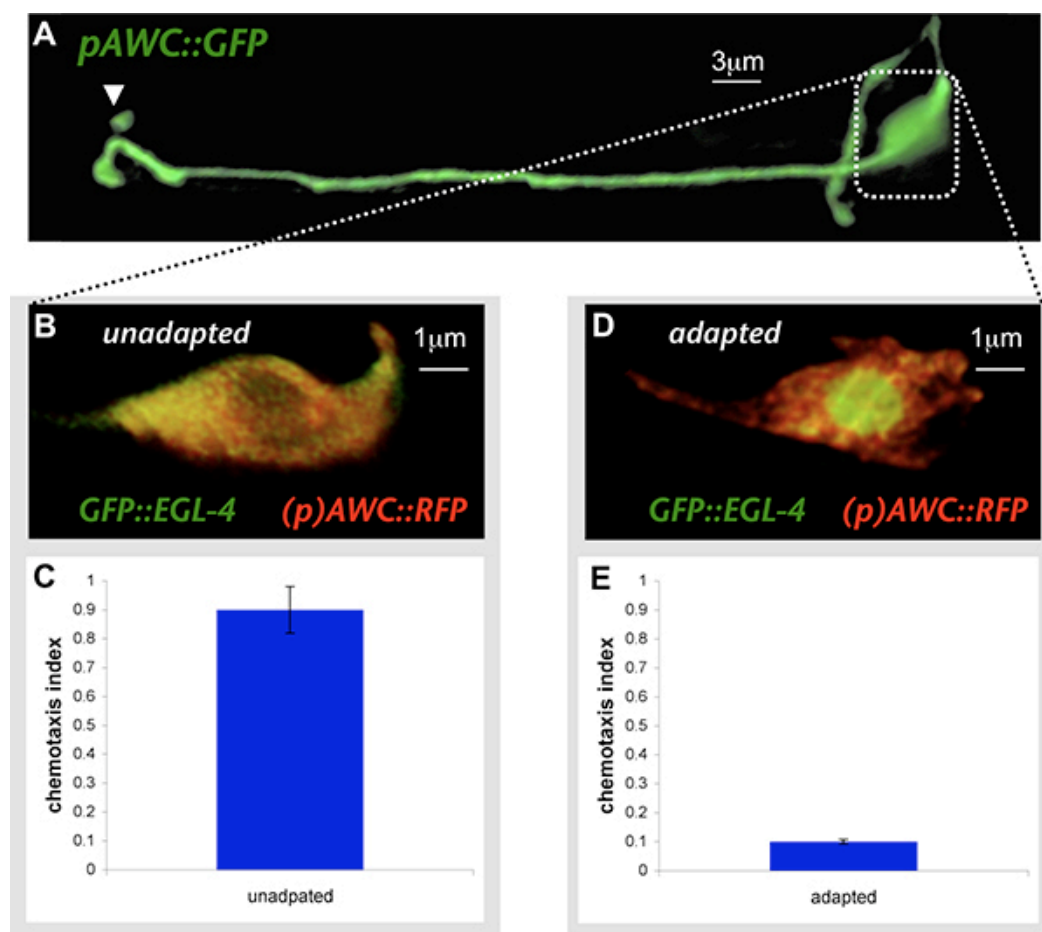 A pAWC::GFP
3μm
B unadapted 1μm
GFP::EGL-4 (p)AWC::RFP
D adapted 1μm
GFP::EGL-4 (p)AWC::RFP
C
chemotaxis index
1
0.9
0.8
0.7
0.6
0.5
0.4
0.3
0.2
0.1
0
unadpated
E
chemotaxis index
1
0.9
0.8
0.7
0.6
0.5
0.4
0.3
0.2
0.1
0
adapted